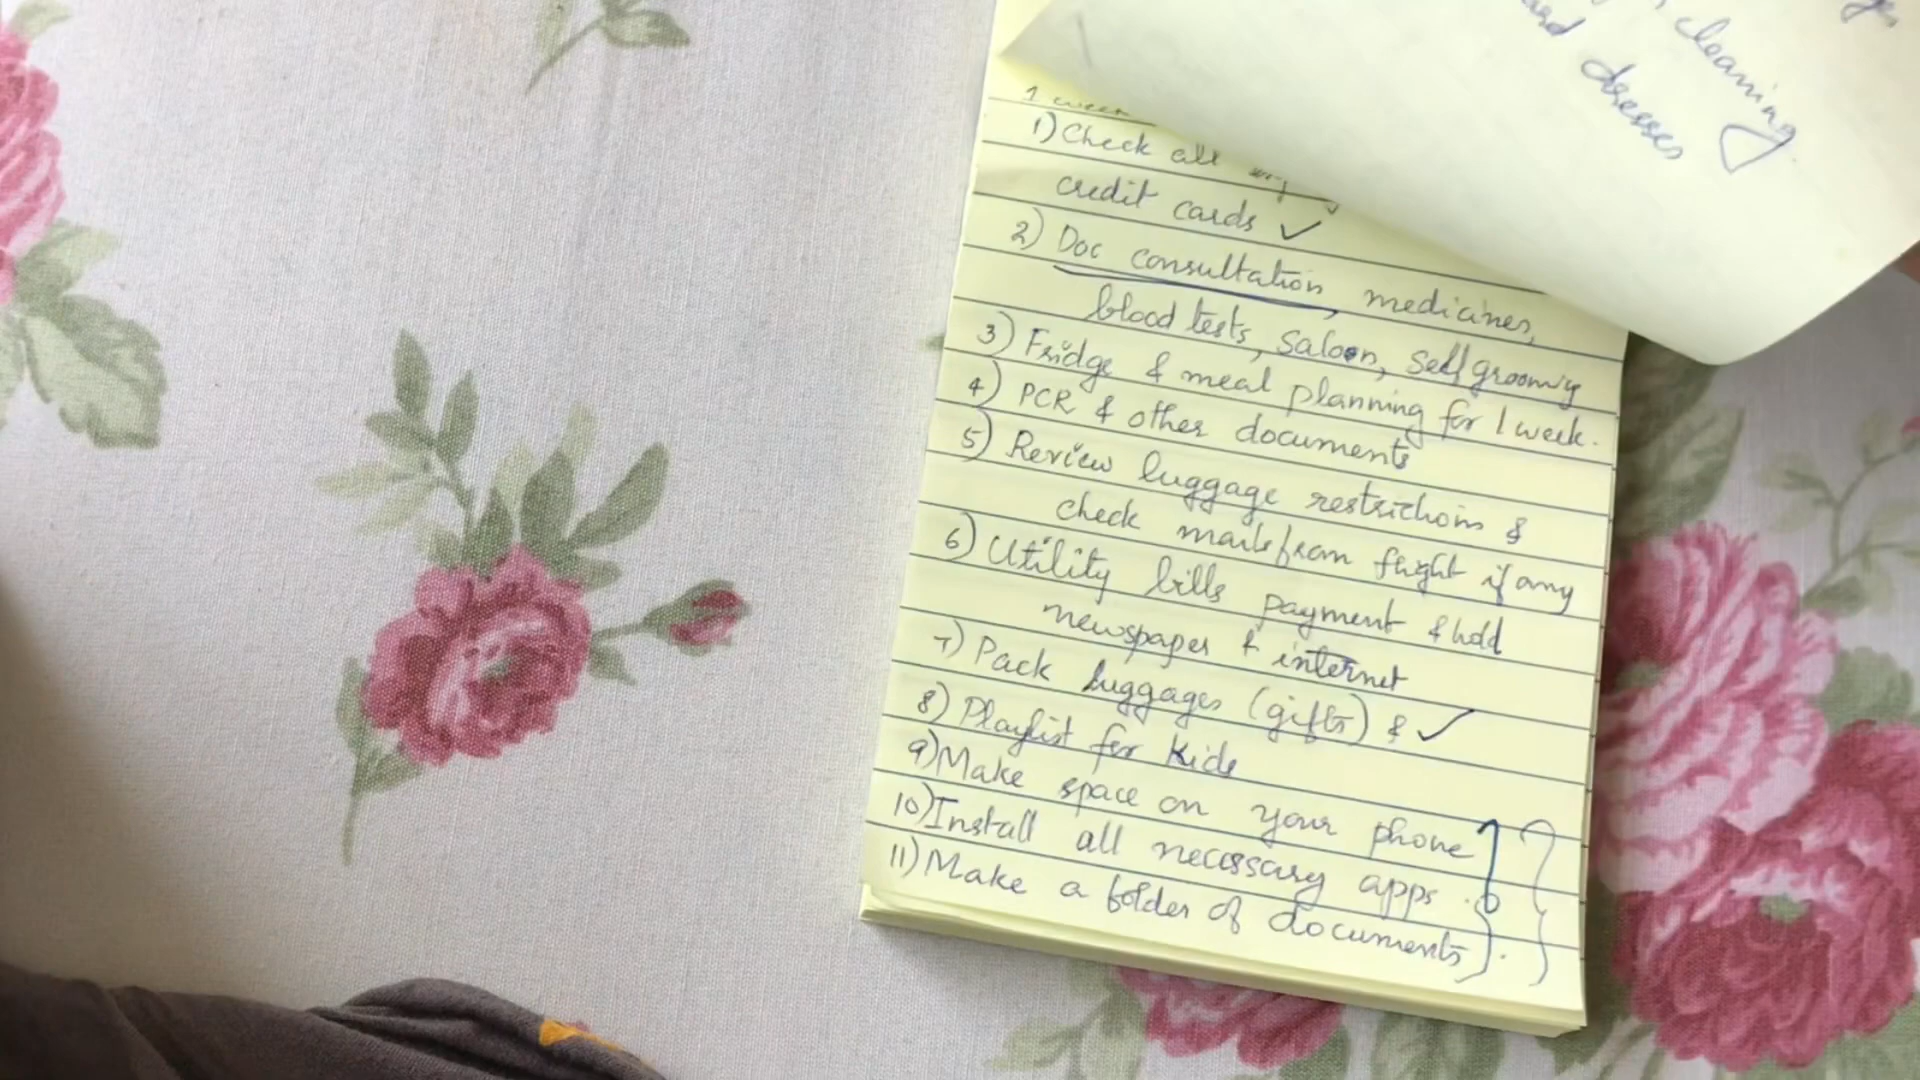 cleaning
dresses
1 week
1) Check all
credit cards ✓
2) Doc consultation, medicines,
blood tests, saloon, self grooming
3) Fridge & meal planning for 1 week.
4) PCR & other documents
5) Review luggage restrictions &
check mails from flight if any
6) Utility bills payment & hold
newspaper & internet
7) Pack luggages (gifts) & ✓
8) Playlist for Kids
9) Make space on your phone
10) Install all necessary apps.
11) Make a folder of documents.